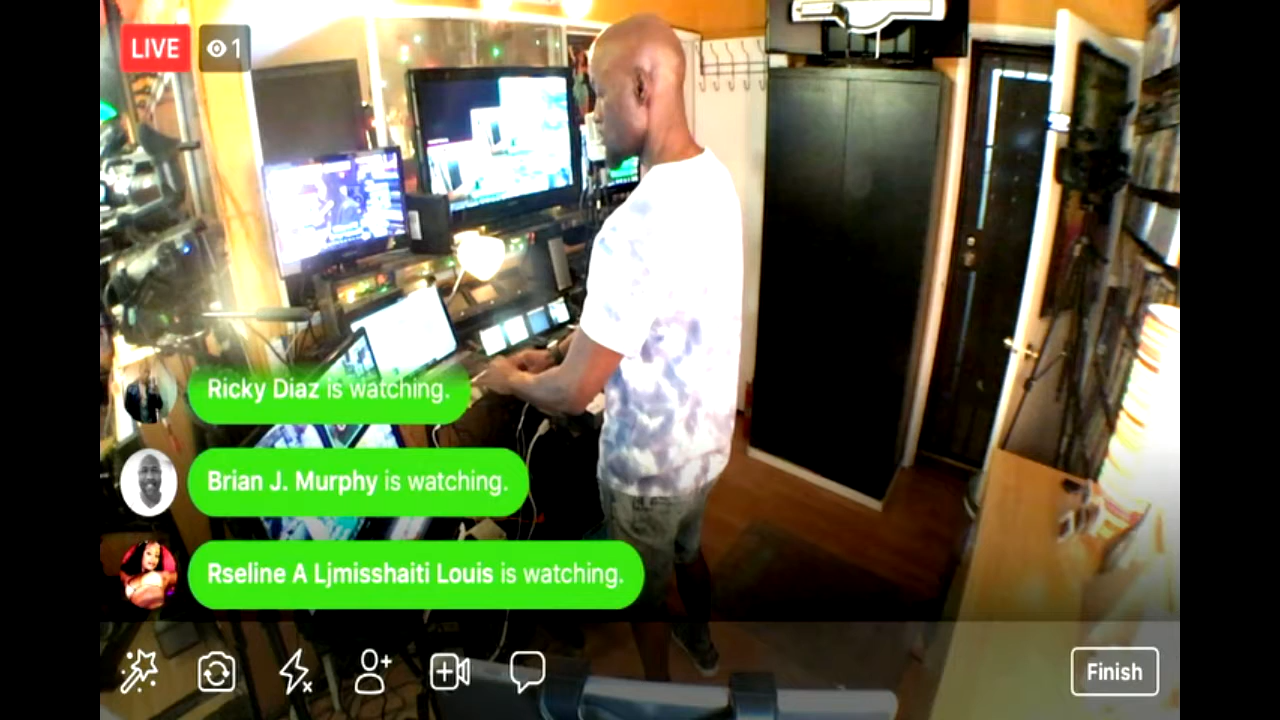 LIVE 1
Ricky Diaz is watching.
Brian J. Murphy is watching.
Rseline A Ljmisshaiti Louis is watching.
Finish